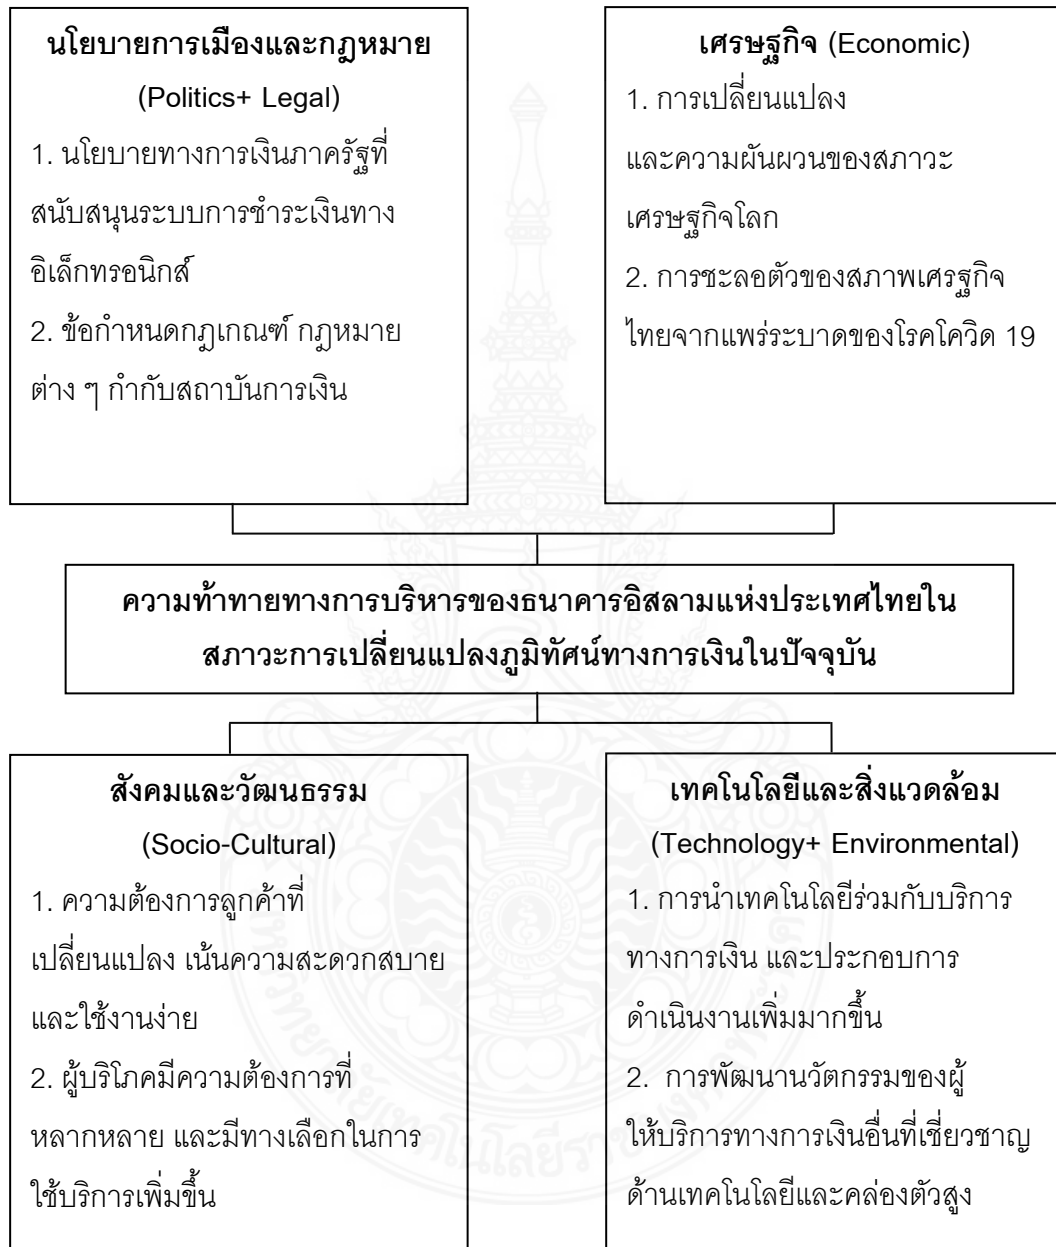 นโยบายการเมืองและกฎหมาย
(Politics+ Legal)
1. นโยบายทางการเงินภาครัฐที่
สนับสนุนระบบการชำระเงินทาง
อิเล็กทรอนิกส์
2. ข้อกำหนดกฎเกณฑ์ กฎหมาย
ต่าง ๆ กำกับสถาบันการเงิน
เศรษฐกิจ (Economic)
1. การเปลี่ยนแปลง
และความผันผวนของสภาวะ
เศรษฐกิจโลก
2. การชะลอตัวของสภาพเศรฐกิจ
ไทยจากแพร่ระบาดของโรคโควิด 19
ความท้าทายทางการบริหารของธนาคารอิสลามแห่งประเทศไทยใน
สภาวะการเปลี่ยนแปลงภูมิทัศน์ทางการเงินในปัจจุบัน
สังคมและวัฒนธรรม
(Socio-Cultural)
1. ความต้องการลูกค้าที่
เปลี่ยนแปลง เน้นความสะดวกสบาย
และใช้งานง่าย
2. ผู้บริโภคมีความต้องการที่
หลากหลาย และมีทางเลือกในการ
ใช้บริการเพิ่มขึ้น
เทคโนโลยีและสิ่งแวดล้อม
(Technology+ Environmental)
1. การนำเทคโนโลยีร่วมกับบริการ
ทางการเงิน และประกอบการ
ดำเนินงานเพิ่มมากขึ้น
2. การพัฒนานวัตกรรมของผู้
ให้บริการทางการเงินอื่นที่เชี่ยวชาญ
ด้านเทคโนโลยีและคล่องตัวสูง